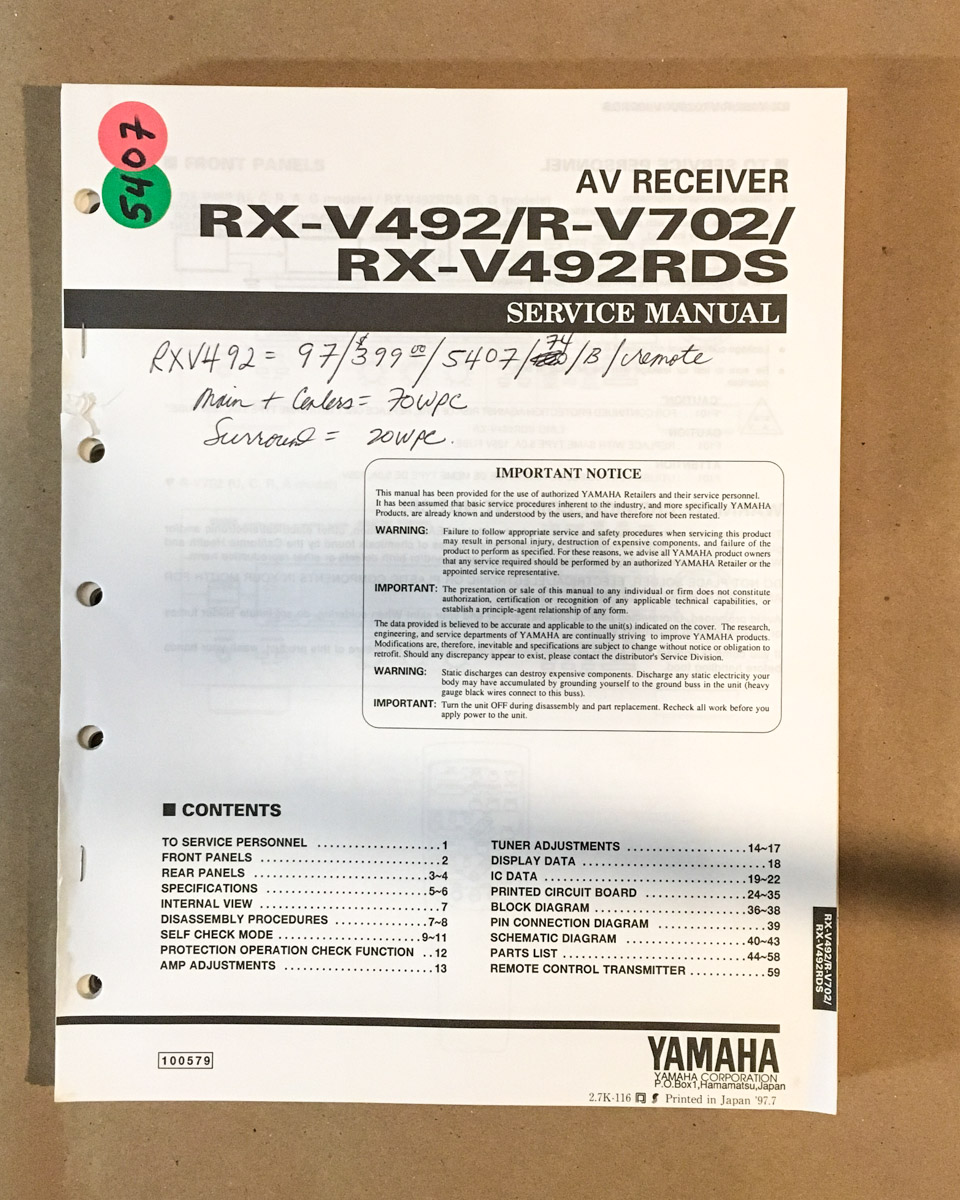 5407
AV RECEIVER
RX-V492/R-V702/
RX-V492RDS
SERVICE MANUAL
RXV492 = 97/$399.00/5407/74/B/c/remote
Main + Centers = 70WPC
Surround = 20WPC.
IMPORTANT NOTICE
This manual has been provided for the use of authorized YAMAHA Retailers and their service personnel.
It has been assumed that basic service procedures inherent to the industry, and more specifically YAMAHA
Products, are already known and understood by the users, and have therefore not been restated.
WARNING: Failure to follow appropriate service and safety procedures when servicing this product
may result in personal injury, destruction of expensive components, and failure of the
product to perform as specified. For these reasons, we advise all YAMAHA product owners
that any service required should be performed by an authorized YAMAHA Retailer or the
appointed service representative.
IMPORTANT: The presentation or sale of this manual to any individual or firm does not constitute
authorization, certification or recognition of any applicable technical capabilities, or
establish a principle-agent relationship of any form.
The data provided is believed to be accurate and applicable to the unit(s) indicated on the cover. The research,
engineering, and service departments of YAMAHA are continually striving to improve YAMAHA products.
Modifications are, therefore, inevitable and specifications are subject to change without notice or obligation to
retrofit. Should any discrepancy appear to exist, please contact the distributor's Service Division.
WARNING: Static discharges can destroy expensive components. Discharge any static electricity your
body may have accumulated by grounding yourself to the ground buss in the unit (heavy
gauge black wires connect to this buss).
IMPORTANT: Turn the unit OFF during disassembly and part replacement. Recheck all work before you
apply power to the unit.
■ CONTENTS
TO SERVICE PERSONNEL ....................1
FRONT PANELS ..............................2
REAR PANELS .............................3~4
SPECIFICATIONS ..........................5~6
INTERNAL VIEW ..............................7
DISASSEMBLY PROCEDURES ..............7~8
SELF CHECK MODE .......................9~11
PROTECTION OPERATION CHECK FUNCTION ..12
AMP ADJUSTMENTS ........................13
TUNER ADJUSTMENTS ....................14~17
DISPLAY DATA ..............................18
IC DATA .................................19~22
PRINTED CIRCUIT BOARD ................24~35
BLOCK DIAGRAM .........................36~38
PIN CONNECTION DIAGRAM .................39
SCHEMATIC DIAGRAM ....................40~43
PARTS LIST ..............................44~58
REMOTE CONTROL TRANSMITTER ...........59
RX-V492/R-V702/
RX-V492RDS
100579
YAMAHA
YAMAHA CORPORATION
P.O.Box1,Hamamatsu,Japan
2.7K-116 Printed in Japan '97.7